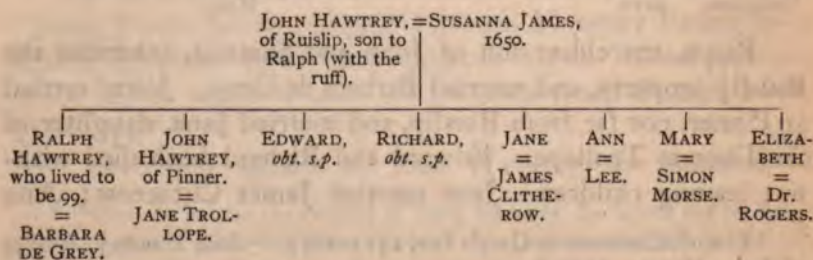 JOHN HAWTREY,=SUSANNA JAMES,
of Ruislip, son to 1650.
Ralph (with the
ruff).
RALPH
HAWTREY,
who lived to
be 99.
=
BARBARA
DE GREY.
JOHN
HAWTREY,
of Pinner.
=
JANE TROL-
LOPE.
EDWARD,
obt. s.p.
RICHARD,
obt. s.p.
JANE
=
JAMES
CLITHE-
ROW.
ANN
=
LEE.
MARY
=
SIMON
MORSE.
ELIZA-
BETH
=
Dr.
ROGERS.